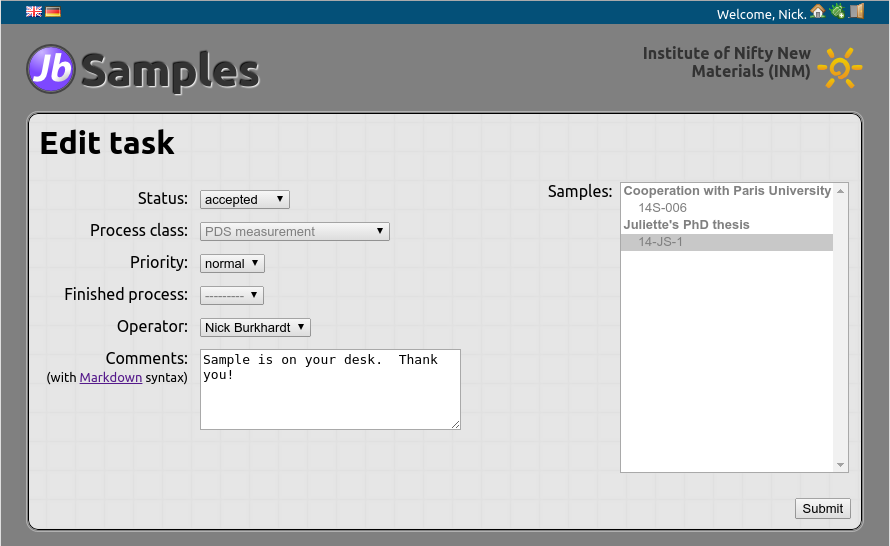 Welcome, Nick.
Jb Samples
Institute of Nifty New
Materials (INM)
Edit task
Status: accepted
Process class: PDS measurement
Priority: normal
Finished process: ---------
Operator: Nick Burkhardt
Comments:
(with Markdown syntax)
Sample is on your desk.  Thank
you!
Samples:
Cooperation with Paris University
14S-006
Juliette's PhD thesis
14-JS-1
Submit